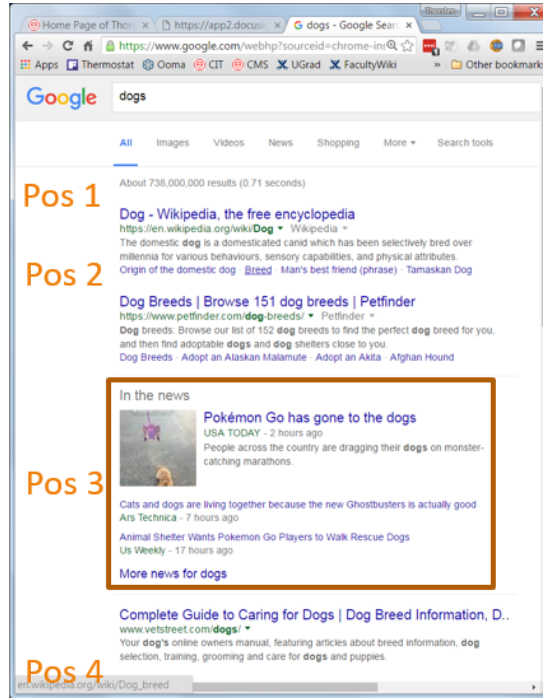 Thorsten
Home Page of Thors
https://app2.docusig
G dogs - Google Searc
https://www.google.com/webhp?sourceid=chrome-ins
Apps Thermostat Ooma CIT CMS UGrad FacultyWiki » Other bookmarks
Google dogs
All Images Videos News Shopping More Search tools
About 738,000,000 results (0.71 seconds)
Pos 1
Dog - Wikipedia, the free encyclopedia
https://en.wikipedia.org/wiki/Dog Wikipedia
The domestic dog is a domesticated canid which has been selectively bred over
millennia for various behaviours, sensory capabilities, and physical attributes.
Pos 2
Origin of the domestic dog · Breed · Man's best friend (phrase) · Tamaskan Dog
Dog Breeds | Browse 151 dog breeds | Petfinder
https://www.petfinder.com/dog-breeds/ Petfinder
Dog breeds: Browse our list of 152 dog breeds to find the perfect dog breed for you,
and then find adoptable dogs and dog shelters close to you.
Dog Breeds · Adopt an Alaskan Malamute · Adopt an Akita · Afghan Hound
In the news
Pokémon Go has gone to the dogs
USA TODAY - 2 hours ago
People across the country are dragging their dogs on monster-
catching marathons.
Pos 3
Cats and dogs are living together because the new Ghostbusters is actually good
Ars Technica - 7 hours ago
Animal Shelter Wants Pokemon Go Players to Walk Rescue Dogs
Us Weekly - 17 hours ago
More news for dogs
Complete Guide to Caring for Dogs | Dog Breed Information, D..
www.vetstreet.com/dogs/
Your dog's online owners manual, featuring articles about breed information, dog
selection, training, grooming and care for dogs and puppies.
Pos 4
en.wikipedia.org/wiki/Dog_breed